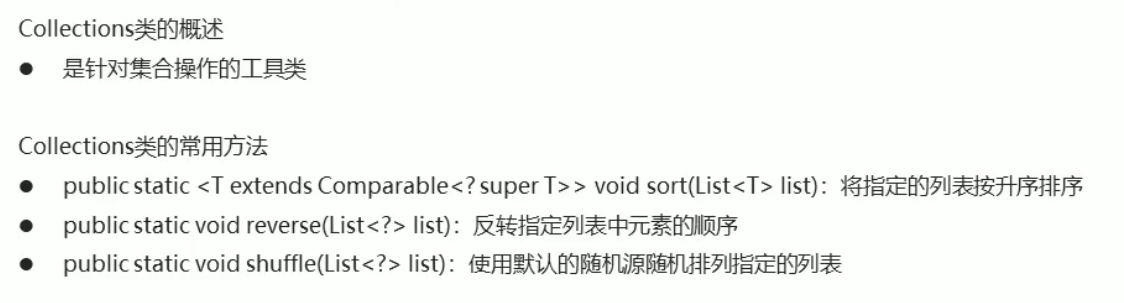 Collections类的概述
● 是针对集合操作的工具类
Collections类的常用方法
● public static <T extends Comparable<? super T>> void sort(List<T> list)：将指定的列表按升序排序
● public static void reverse(List<?> list)：反转指定列表中元素的顺序
● public static void shuffle(List<?> list)：使用默认的随机源随机排列指定的列表